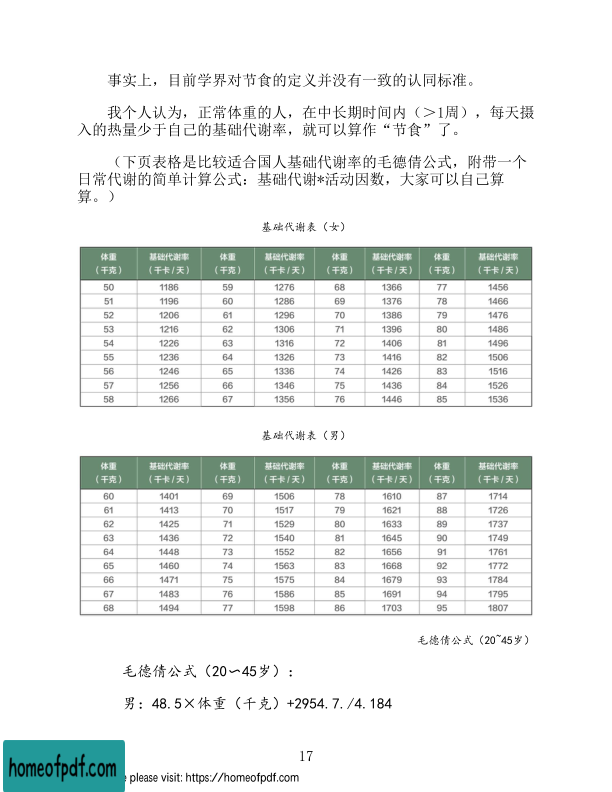 事实上，目前学界对节食的定义并没有一致的认同标准。
我个人认为，正常体重的人，在中长期时间内（＞1周），每天摄
入的热量少于自己的基础代谢率，就可以算作“节食”了。
（下页表格是比较适合国人基础代谢率的毛德倩公式，附带一个
日常代谢的简单计算公式：基础代谢*活动因数，大家可以自己算
算。）
基础代谢表（女）
体重 基础代谢率 体重 基础代谢率 体重 基础代谢率 体重 基础代谢率
（千克） （千卡/天） （千克） （千卡/天） （千克） （千卡/天） （千克） （千卡/天）
50 1186 59 1276 68 1366 77 1456
51 1196 60 1286 69 1376 78 1466
52 1206 61 1296 70 1386 79 1476
53 1216 62 1306 71 1396 80 1486
54 1226 63 1316 72 1406 81 1496
55 1236 64 1326 73 1416 82 1506
56 1246 65 1336 74 1426 83 1516
57 1256 66 1346 75 1436 84 1526
58 1266 67 1356 76 1446 85 1536
基础代谢表（男）
体重 基础代谢率 体重 基础代谢率 体重 基础代谢率 体重 基础代谢率
（千克） （千卡/天） （千克） （千卡/天） （千克） （千卡/天） （千克） （千卡/天）
60 1401 69 1506 78 1610 87 1714
61 1413 70 1517 79 1621 88 1726
62 1425 71 1529 80 1633 89 1737
63 1436 72 1540 81 1645 90 1749
64 1448 73 1552 82 1656 91 1761
65 1460 74 1563 83 1668 92 1772
66 1471 75 1575 84 1679 93 1784
67 1483 76 1586 85 1691 94 1795
68 1494 77 1598 86 1703 95 1807
毛德倩公式（20~45岁）
毛德倩公式（20∽45岁）：
男：48.5×体重（千克）+2954.7./4.184
17
homeofpdf.com
please visit: https://homeofpdf.com